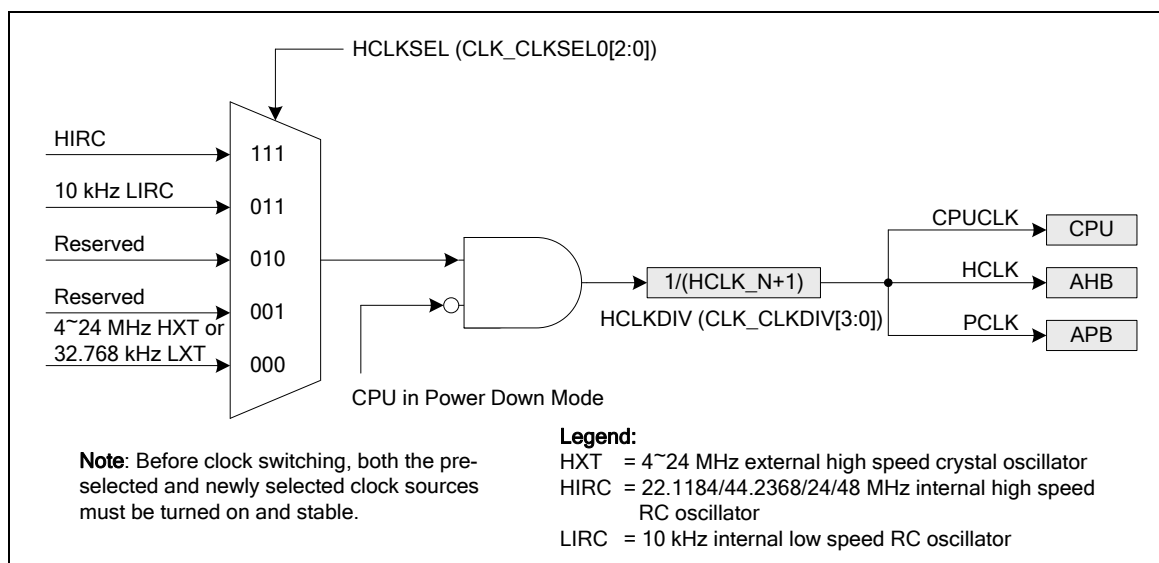 HCLKSEL (CLK_CLKSEL0[2:0])
HIRC
111
10 kHz LIRC
011
Reserved
010
Reserved
001
4~24 MHz HXT or
32.768 kHz LXT
000
CPU in Power Down Mode
1/(HCLK_N+1)
HCLKDIV (CLK_CLKDIV[3:0])
CPUCLK
CPU
HCLK
AHB
PCLK
APB
Note: Before clock switching, both the pre-
selected and newly selected clock sources
must be turned on and stable.
Legend:
HXT = 4~24 MHz external high speed crystal oscillator
HIRC = 22.1184/44.2368/24/48 MHz internal high speed
RC oscillator
LIRC = 10 kHz internal low speed RC oscillator